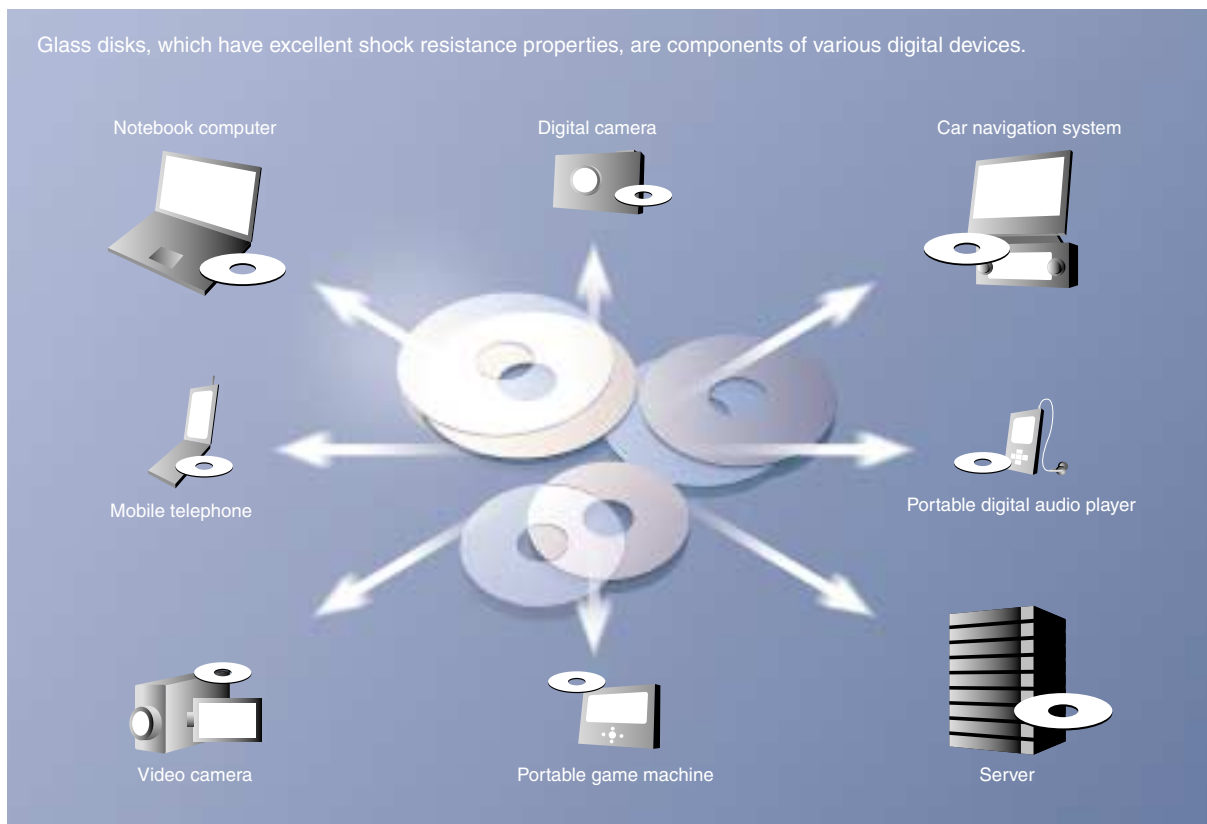 Glass disks, which have excellent shock resistance properties, are components of various digital devices.
Notebook computer
Digital camera
Car navigation system
Mobile telephone
Portable digital audio player
Video camera
Portable game machine
Server